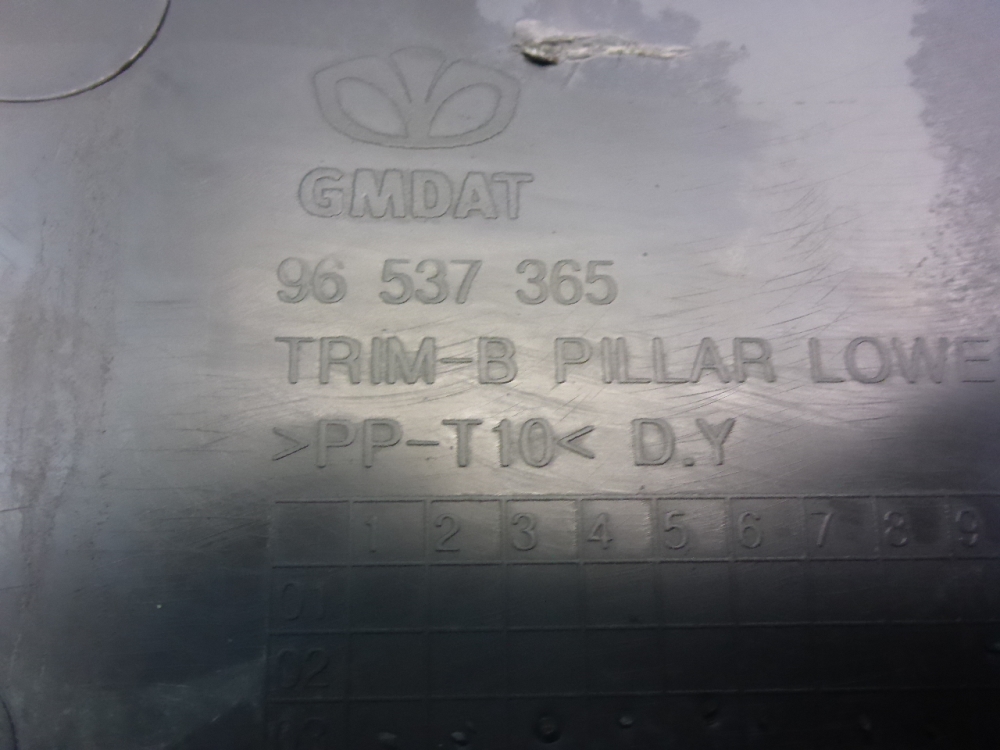 GMDAT
96 537 365
TRIM-B PILLAR LOWE
>PP-T10< D.Y
1 2 3 4 5 6 7 8 9
01
02
03